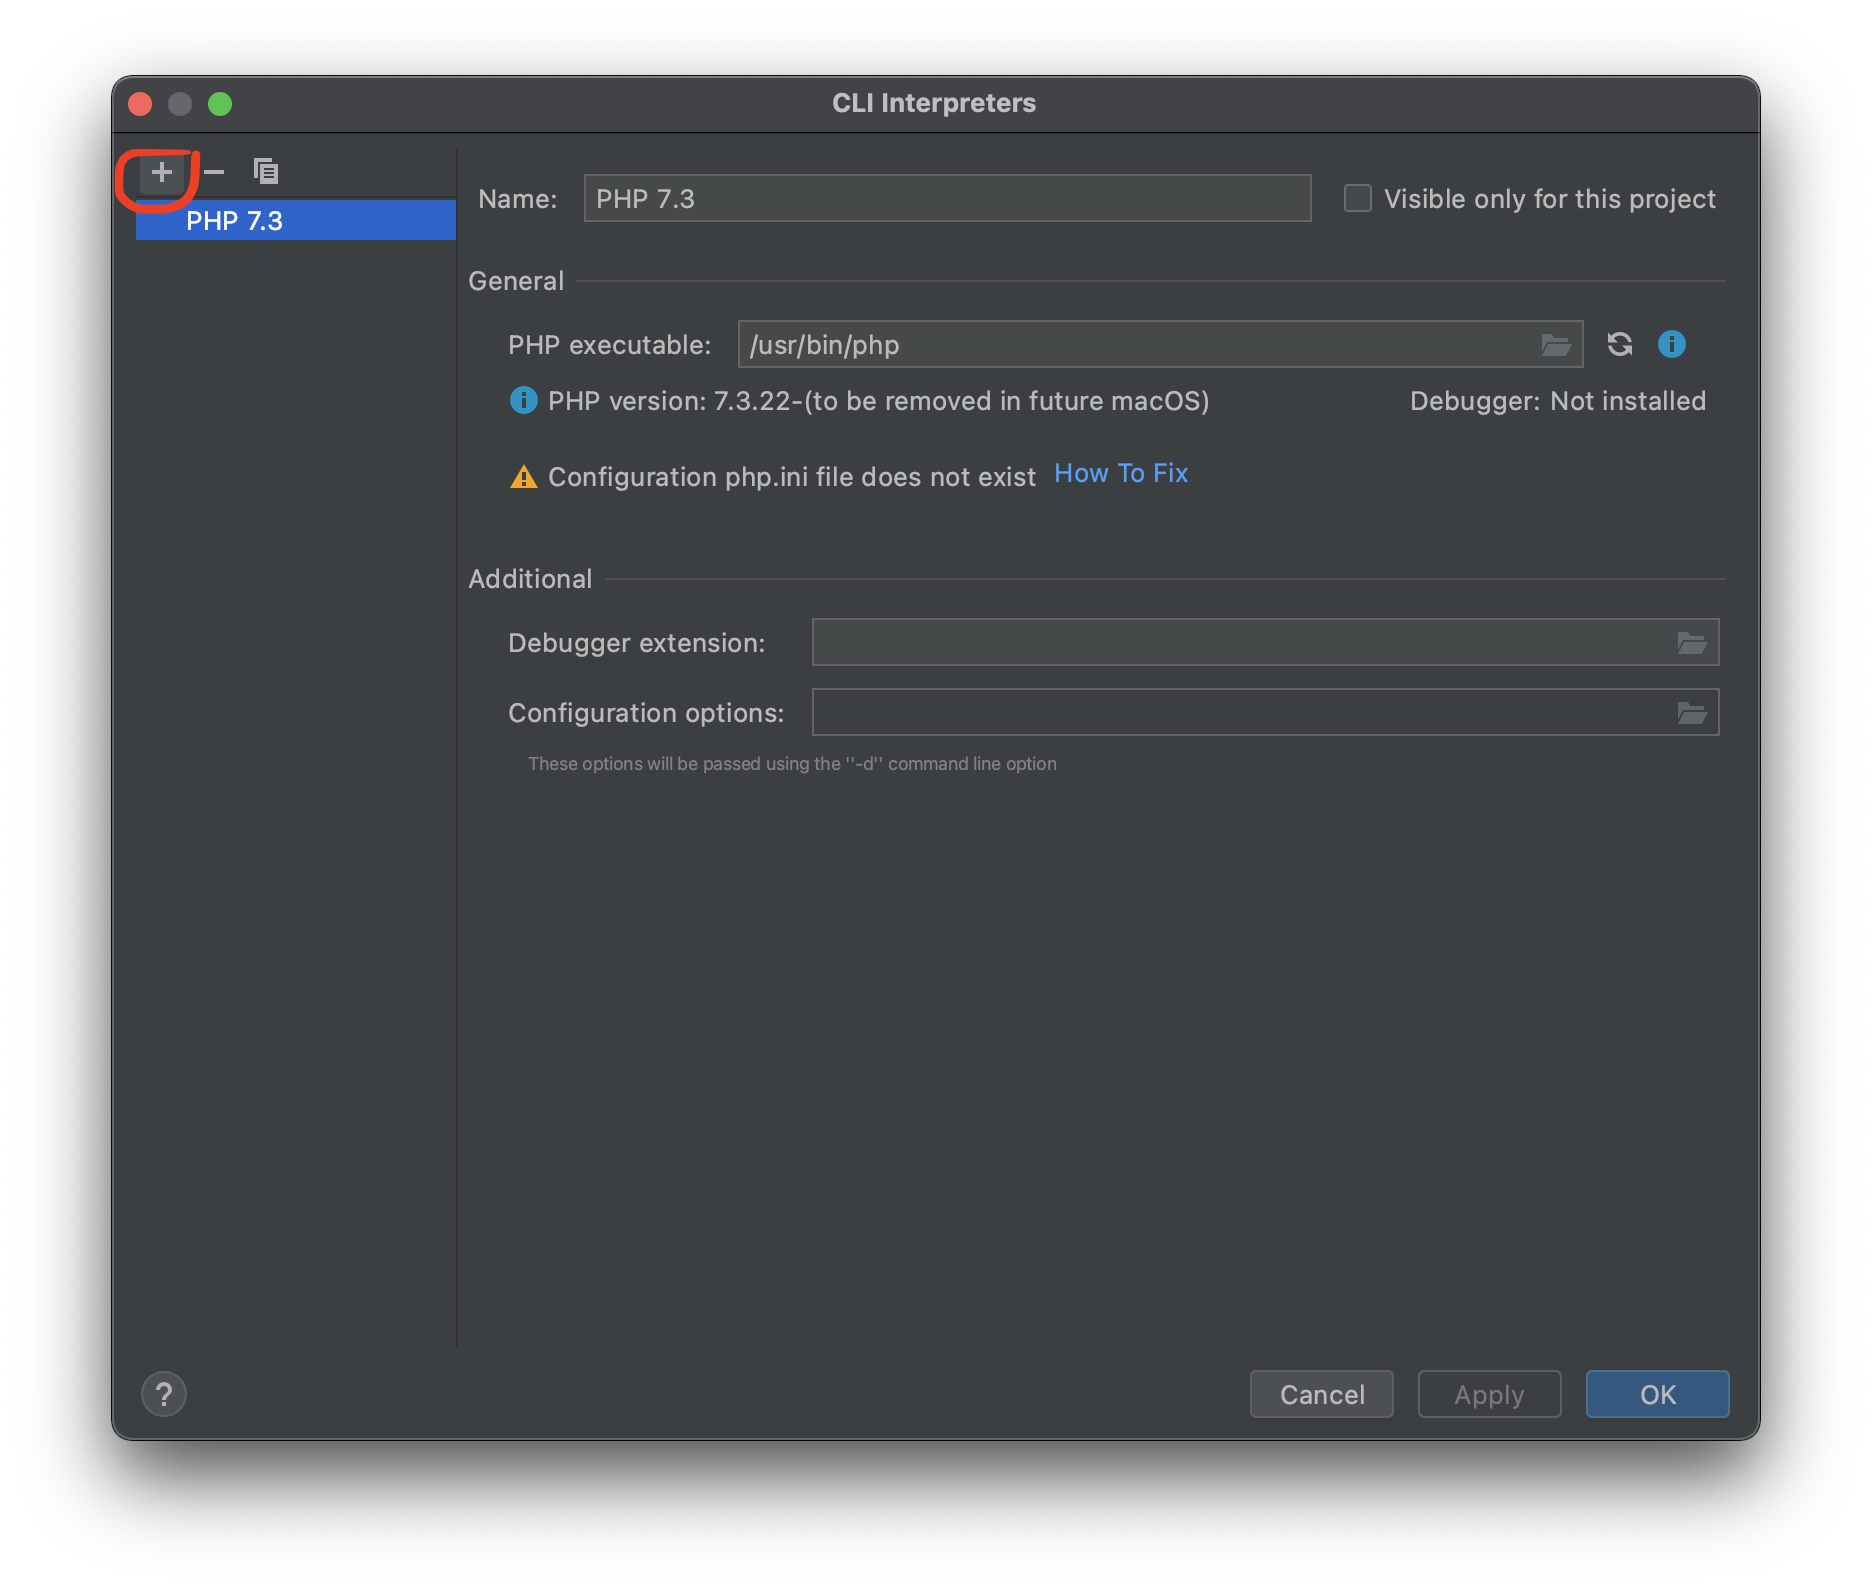 CLI Interpreters
PHP 7.3
Name: PHP 7.3 Visible only for this project
General
PHP executable: /usr/bin/php
PHP version: 7.3.22-(to be removed in future macOS) Debugger: Not installed
Configuration php.ini file does not exist How To Fix
Additional
Debugger extension:
Configuration options:
These options will be passed using the ''-d'' command line option
? Cancel Apply OK